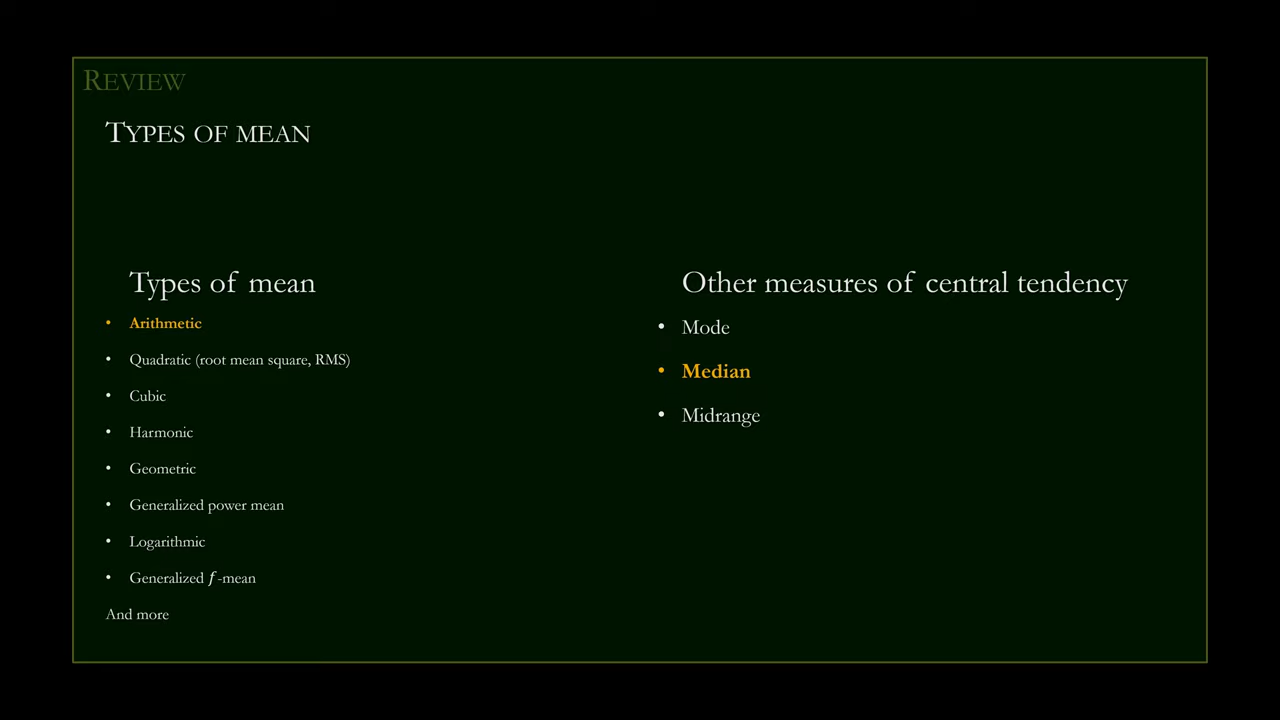 REVIEW
TYPES OF MEAN
Types of mean
• Arithmetic
• Quadratic (root mean square, RMS)
• Cubic
• Harmonic
• Geometric
• Generalized power mean
• Logarithmic
• Generalized f-mean
And more
Other measures of central tendency
• Mode
• Median
• Midrange